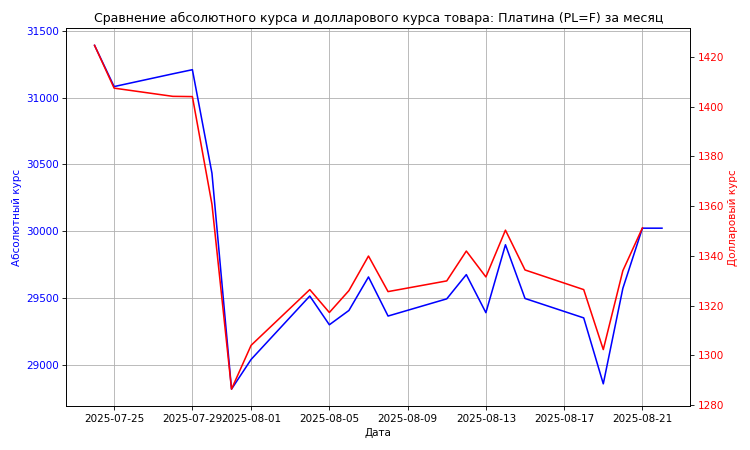 Сравнение абсолютного курса и долларового курса товара: Платина (PL=F) за месяц
31500
31000
30500
30000
29500
29000
Абсолютный курс
1420
1400
1380
1360
1340
1320
1300
1280
Долларовый курс
2025-07-25 2025-07-29 2025-08-01 2025-08-05 2025-08-09 2025-08-13 2025-08-17 2025-08-21
Дата